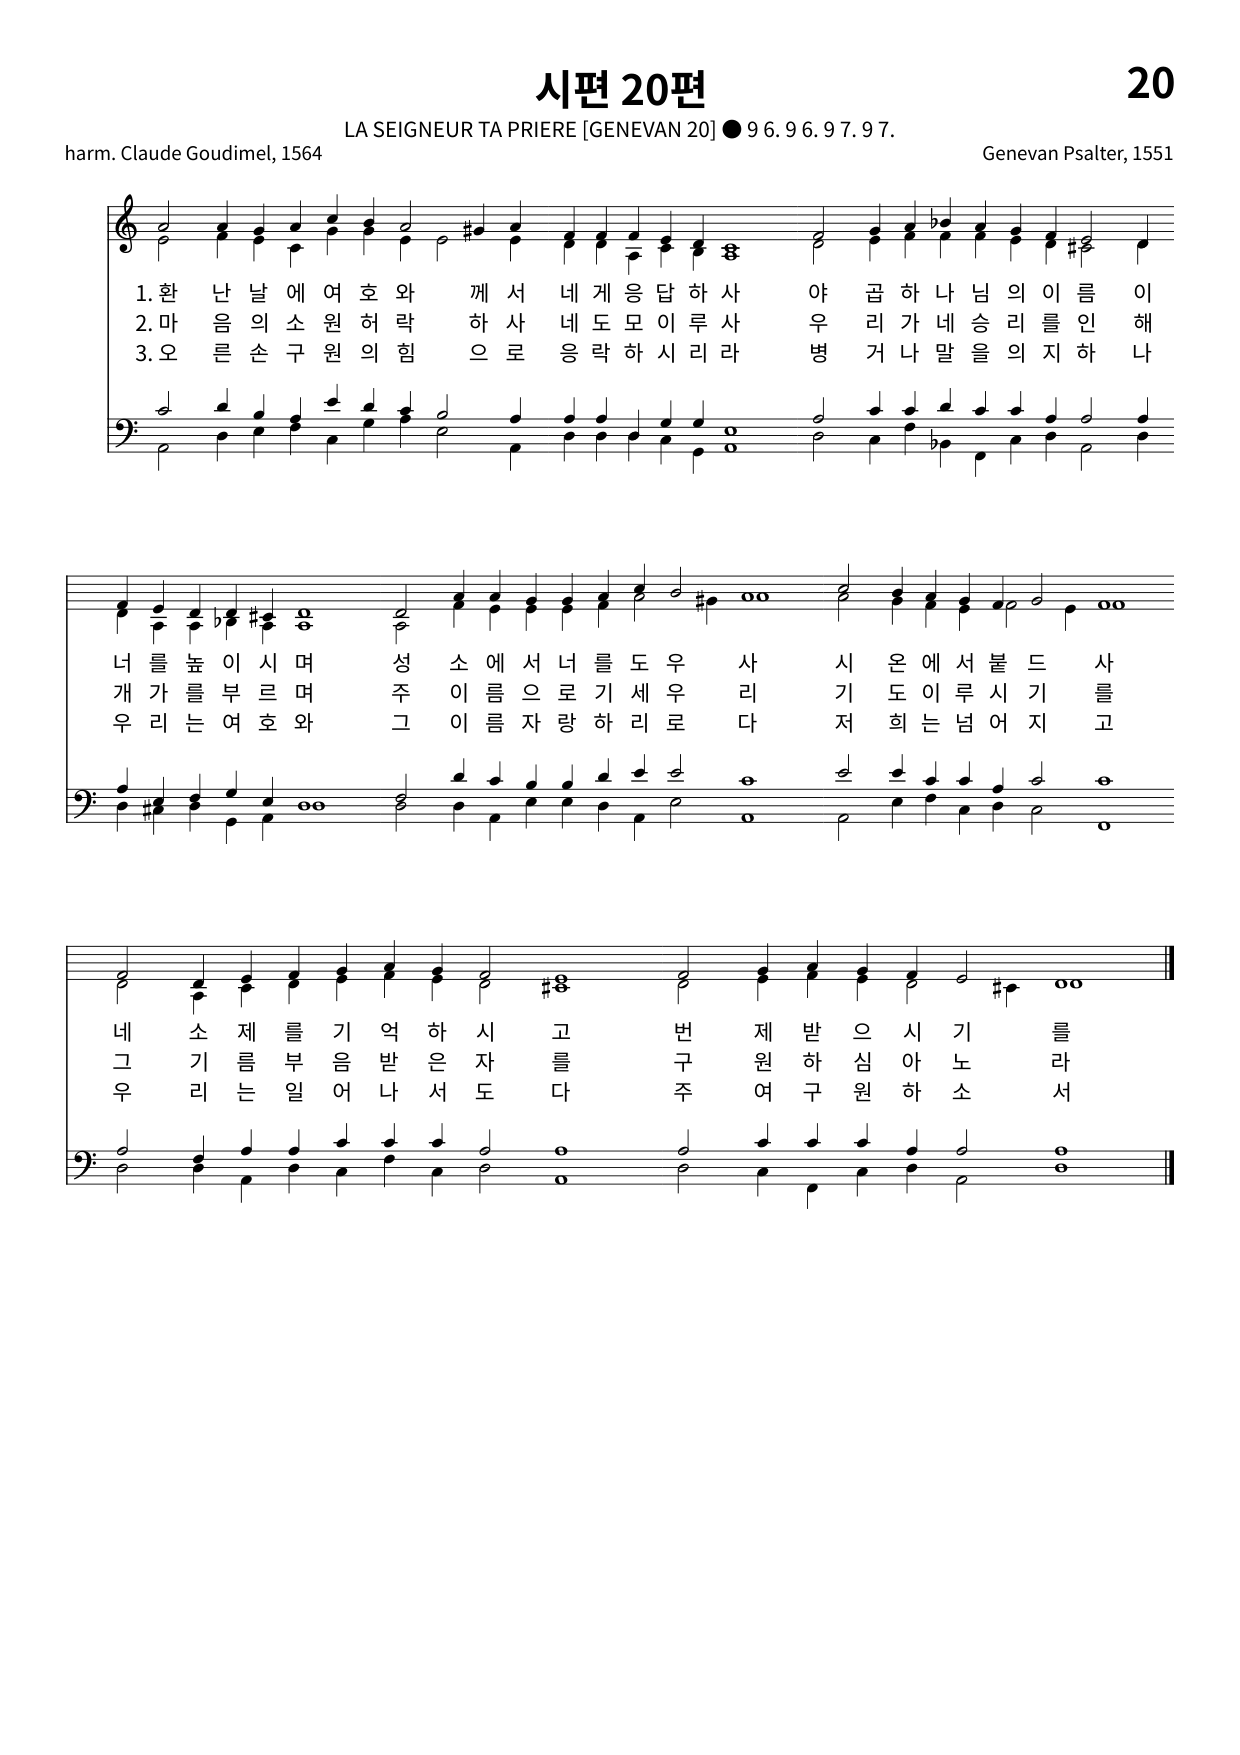 시편 20편
20
LA SEIGNEUR TA PRIERE [GENEVAN 20] ● 9 6. 9 6. 9 7. 9 7.
harm. Claude Goudimel, 1564
Genevan Psalter, 1551
1. 환 난 날 에 여 호 와 께 서 네 게 응 답 하 사 야 곱 하 나 님 의 이 름 이
2. 마 음 의 소 원 허 락 하 사 네 도 모 이 루 사 우 리 가 네 승 리 를 인 해
3. 오 른 손 구 원 의 힘 으 로 응 락 하 시 리 라 병 거 나 말 을 의 지 하 나
너 를 높 이 시 며 성 소 에 서 너 를 도 우 사 시 온 에 서 붙 드 사
개 가 를 부 르 며 주 이 름 으 로 기 세 우 리 기 도 이 루 시 기 를
우 리 는 여 호 와 그 이 름 자 랑 하 리 로 다 저 희 는 넘 어 지 고
네 소 제 를 기 억 하 시 고 번 제 받 으 시 기 를
그 기 름 부 음 받 은 자 를 구 원 하 심 아 노 라
우 리 는 일 어 나 서 도 다 주 여 구 원 하 소 서